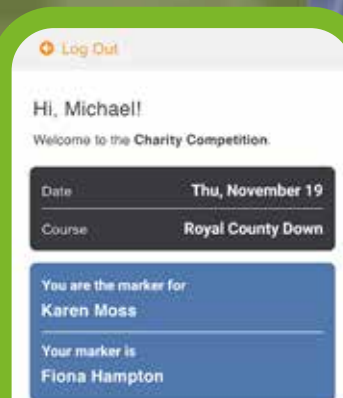 Log Out
Hi, Michael!
Welcome to the Charity Competition.
Date Thu, November 19
Course Royal County Down
You are the marker for
Karen Moss
Your marker is
Fiona Hampton